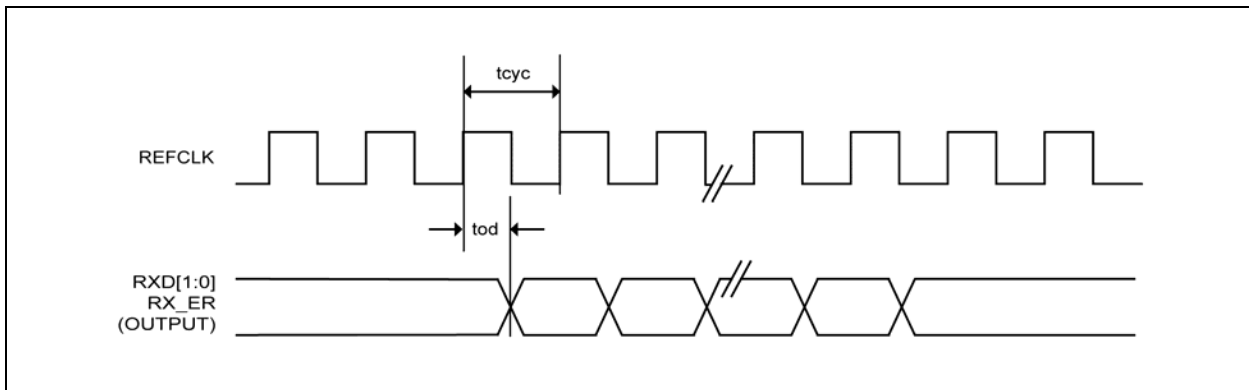 tcyc
REFCLK
tod
RXD[1:0]
RX_ER
(OUTPUT)